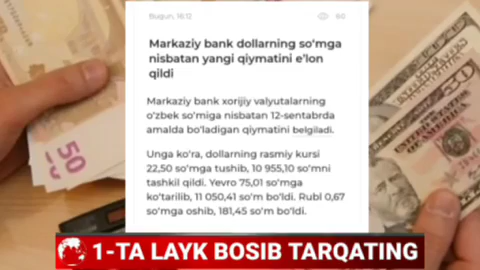 Bugun, 16:12
60
Markaziy bank dollarning so‘mga
nisbatan yangi qiymatini e’lon
qildi
Markaziy bank xorijiy valyutalarning
o‘zbek so‘miga nisbatan 12-sentabrda
amalda bo‘ladigan qiymatini belgiladi.
Unga ko‘ra, dollarning rasmiy kursi
22,50 so‘mga tushib, 10 955,10 so‘mni
tashkil qildi. Yevro 75,01 so‘mga
ko‘tarilib, 11 050,41 so‘m bo‘ldi. Rubl 0,67
so‘mga oshib, 181,45 so‘m bo‘ldi.
50
50
1-TA LAYK BOSIB TARQATING